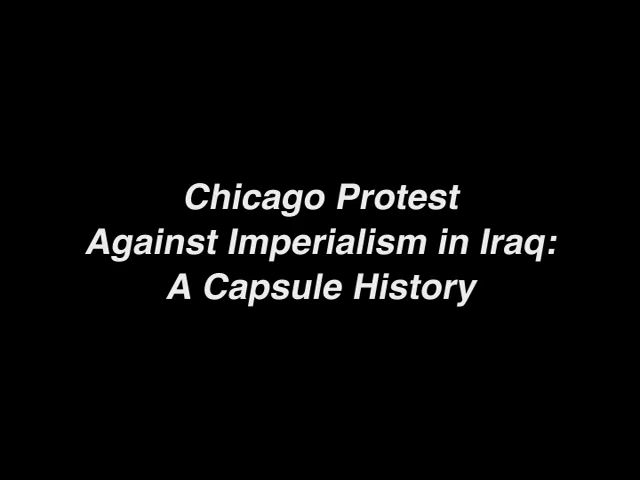 Chicago Protest
Against Imperialism in Iraq:
A Capsule History